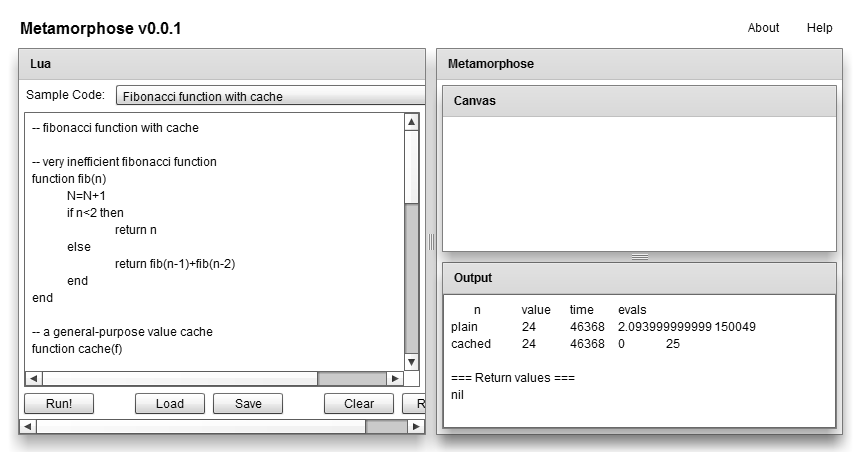 Metamorphose v0.0.1
About Help
Lua
Sample Code: Fibonacci function with cache
-- fibonacci function with cache
-- very inefficient fibonacci function
function fib(n)
N=N+1
if n<2 then
return n
else
return fib(n-1)+fib(n-2)
end
end
-- a general-purpose value cache
function cache(f)
Run! Load Save Clear R
Metamorphose
Canvas
Output
n value time evals
plain 24 46368 2.093999999999 150049
cached 24 46368 0 25
=== Return values ===
nil